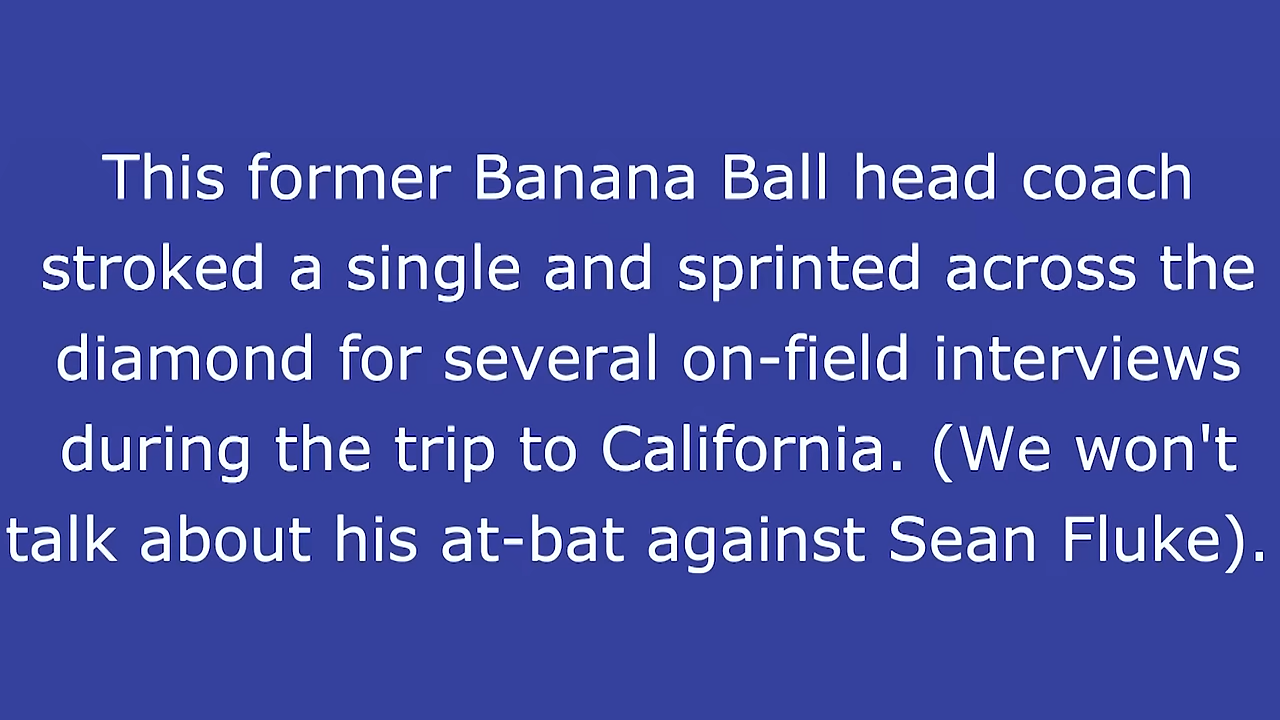 This former Banana Ball head coach
stroked a single and sprinted across the
diamond for several on-field interviews
during the trip to California. (We won't
talk about his at-bat against Sean Fluke).